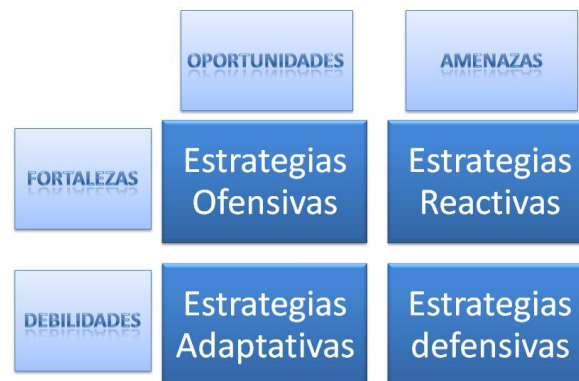 OPORTUNIDADES
AMENAZAS
FORTALEZAS
Estrategias
Ofensivas
Estrategias
Reactivas
DEBILIDADES
Estrategias
Adaptativas
Estrategias
defensivas